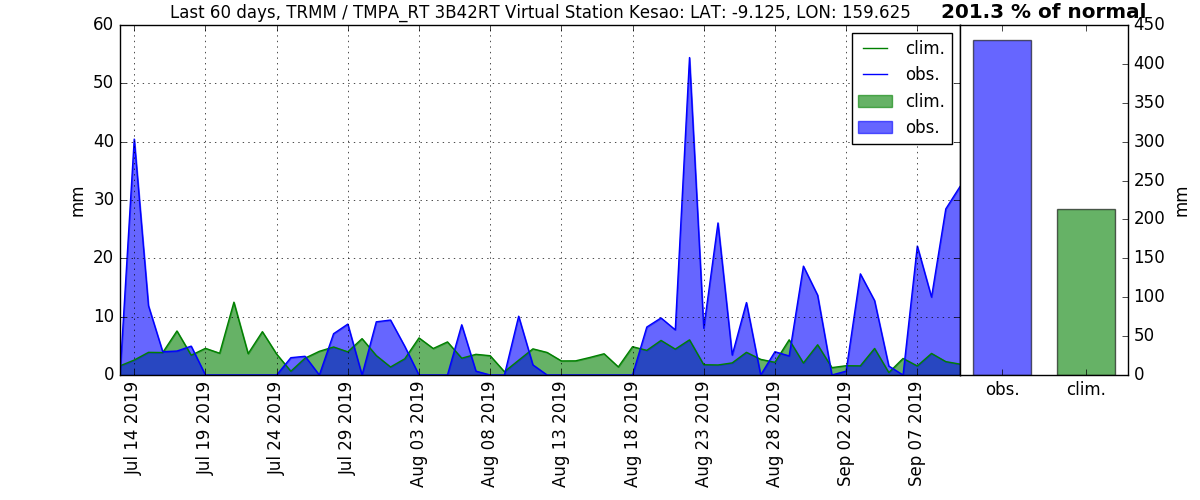 Last 60 days, TRMM / TMPA_RT 3B42RT Virtual Station Kesao: LAT: -9.125, LON: 159.625
201.3 % of normal
60
50
40
30
20
10
0
mm
clim.
obs.
clim.
obs.
450
400
350
300
250
200
150
100
50
0
mm
Jul 14 2019
Jul 19 2019
Jul 24 2019
Jul 29 2019
Aug 03 2019
Aug 08 2019
Aug 13 2019
Aug 18 2019
Aug 23 2019
Aug 28 2019
Sep 02 2019
Sep 07 2019
obs.
clim.